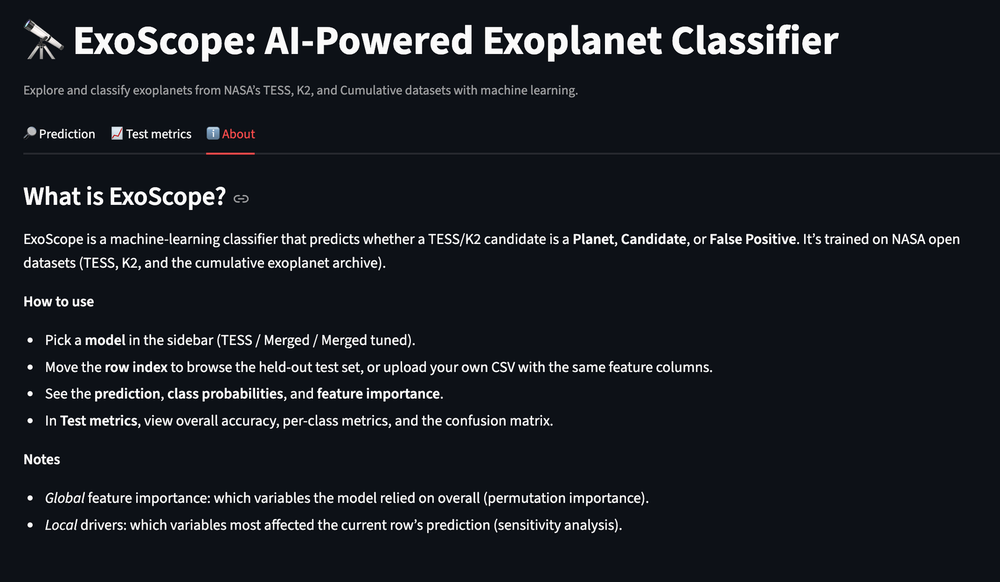 ExoScope: AI-Powered Exoplanet Classifier
Explore and classify exoplanets from NASA’s TESS, K2, and Cumulative datasets with machine learning.
Prediction Test metrics About
What is ExoScope?
ExoScope is a machine-learning classifier that predicts whether a TESS/K2 candidate is a Planet, Candidate, or False Positive. It’s trained on NASA open
datasets (TESS, K2, and the cumulative exoplanet archive).
How to use
• Pick a model in the sidebar (TESS / Merged / Merged tuned).
• Move the row index to browse the held-out test set, or upload your own CSV with the same feature columns.
• See the prediction, class probabilities, and feature importance.
• In Test metrics, view overall accuracy, per-class metrics, and the confusion matrix.
Notes
• Global feature importance: which variables the model relied on overall (permutation importance).
• Local drivers: which variables most affected the current row’s prediction (sensitivity analysis).